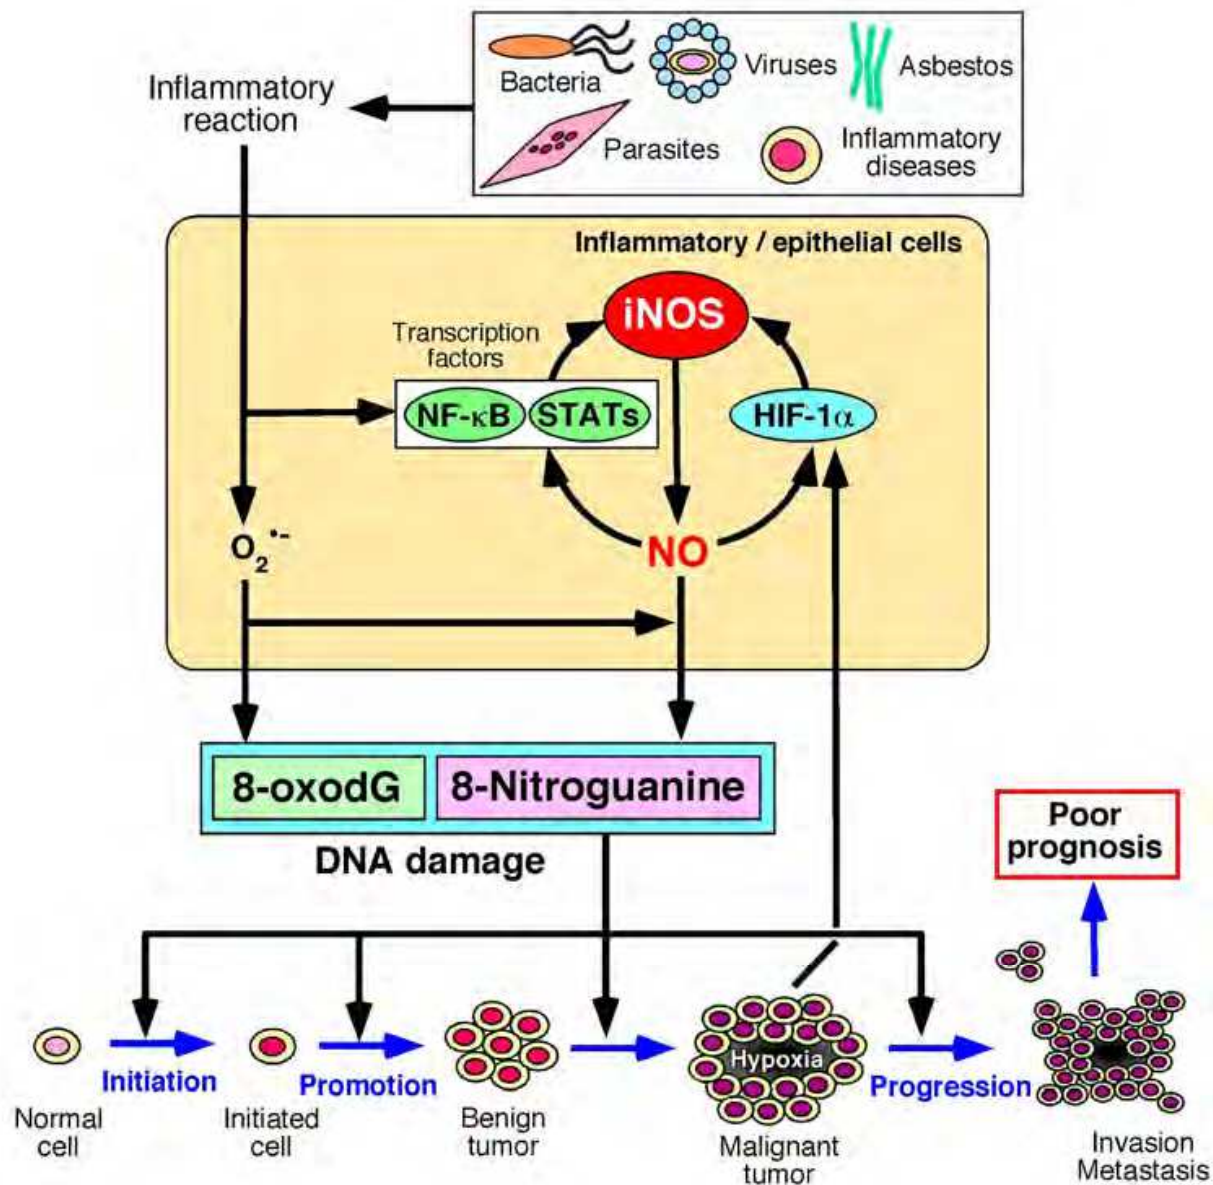 Bacteria
Viruses
Asbestos
Parasites
Inflammatory
diseases
Inflammatory
reaction
Inflammatory / epithelial cells
iNOS
Transcription
factors
NF-κB
STATs
HIF-1α
O₂•-
NO
8-oxodG
8-Nitroguanine
DNA damage
Poor
prognosis
Hypoxia
Initiation
Promotion
Progression
Normal
cell
Initiated
cell
Benign
tumor
Malignant
tumor
Invasion
Metastasis